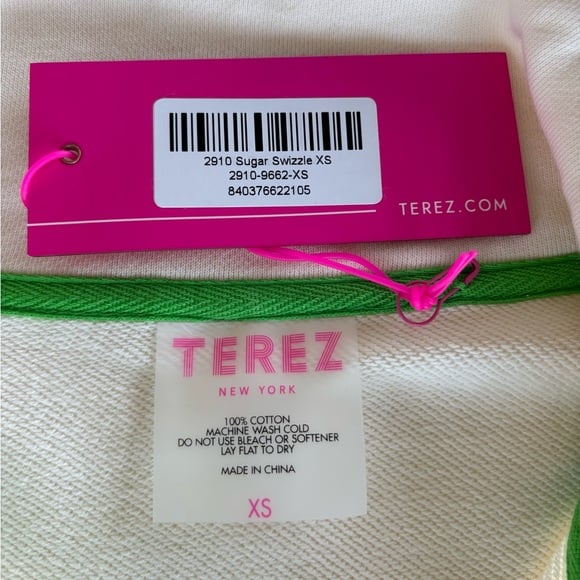 2910 Sugar Swizzle XS
2910-9662-XS
840376622105
TEREZ.COM
TEREZ
NEW YORK
100% COTTON
MACHINE WASH COLD
DO NOT USE BLEACH OR SOFTENER
LAY FLAT TO DRY
MADE IN CHINA
XS